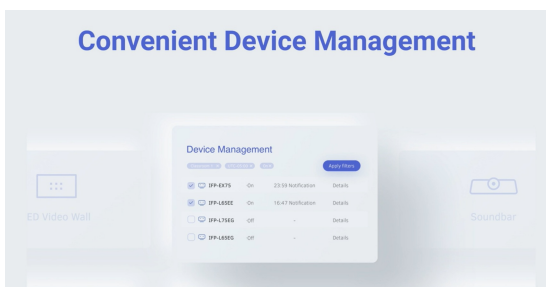 Convenient Device Management
Device Management
Apply Filters
IFP-EX75 On 23:59 Notification Details
IFP-L85EE On 16:47 Notification Details
IFP-L75EG Off – Details
IFP-L65EG Off – Details
ED Video Wall
Soundbar